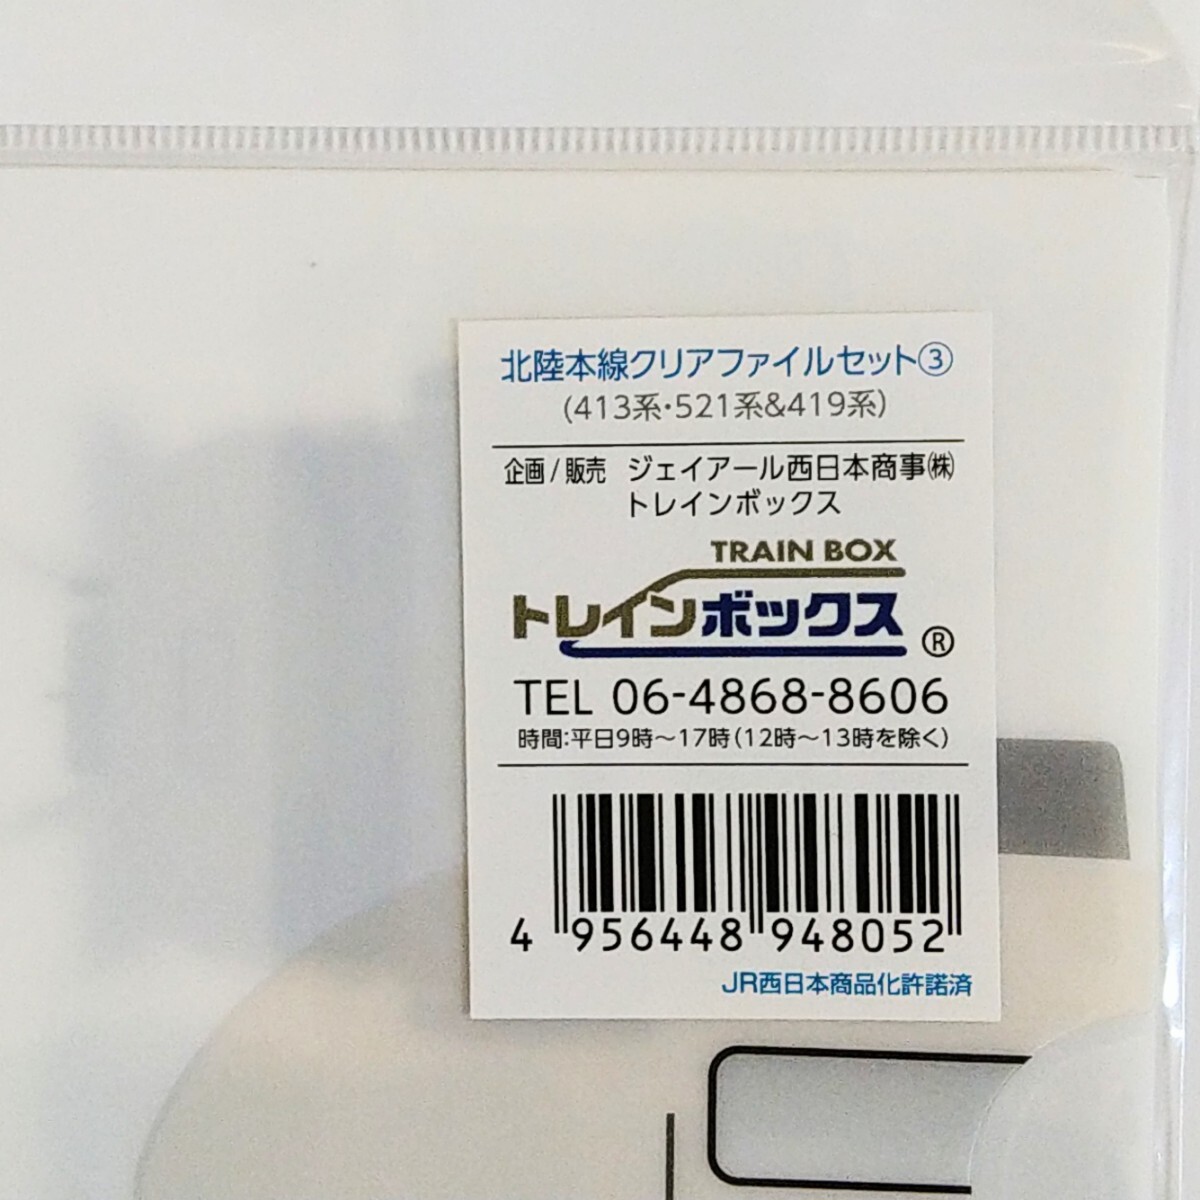 北陸本線クリアファイルセット③
(413系・521系&419系)
企画/販売 ジェイアール西日本商事㈱
トレインボックス
TRAIN BOX
トレインボックス®
TEL 06-4868-8606
時間:平日9時~17時(12時~13時を除く)
4 956448 948052
JR西日本商品化許諾済